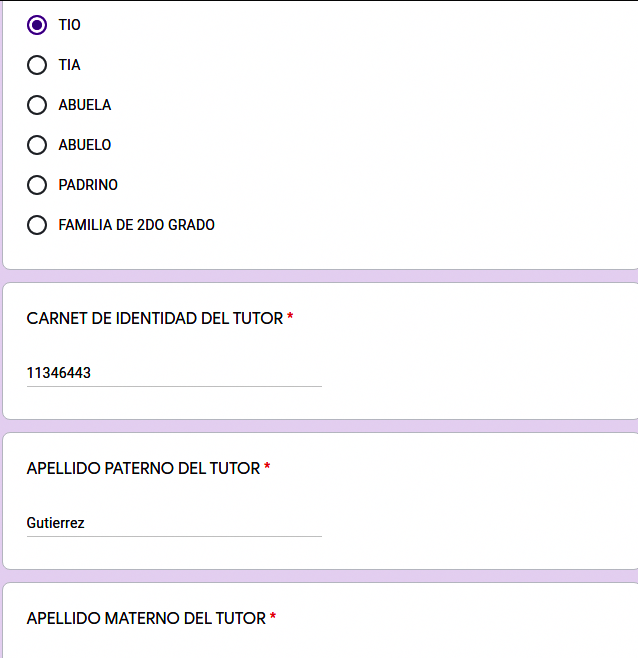 TIO
TIA
ABUELA
ABUELO
PADRINO
FAMILIA DE 2DO GRADO
CARNET DE IDENTIDAD DEL TUTOR *
11346443
APELLIDO PATERNO DEL TUTOR *
Gutierrez
APELLIDO MATERNO DEL TUTOR *